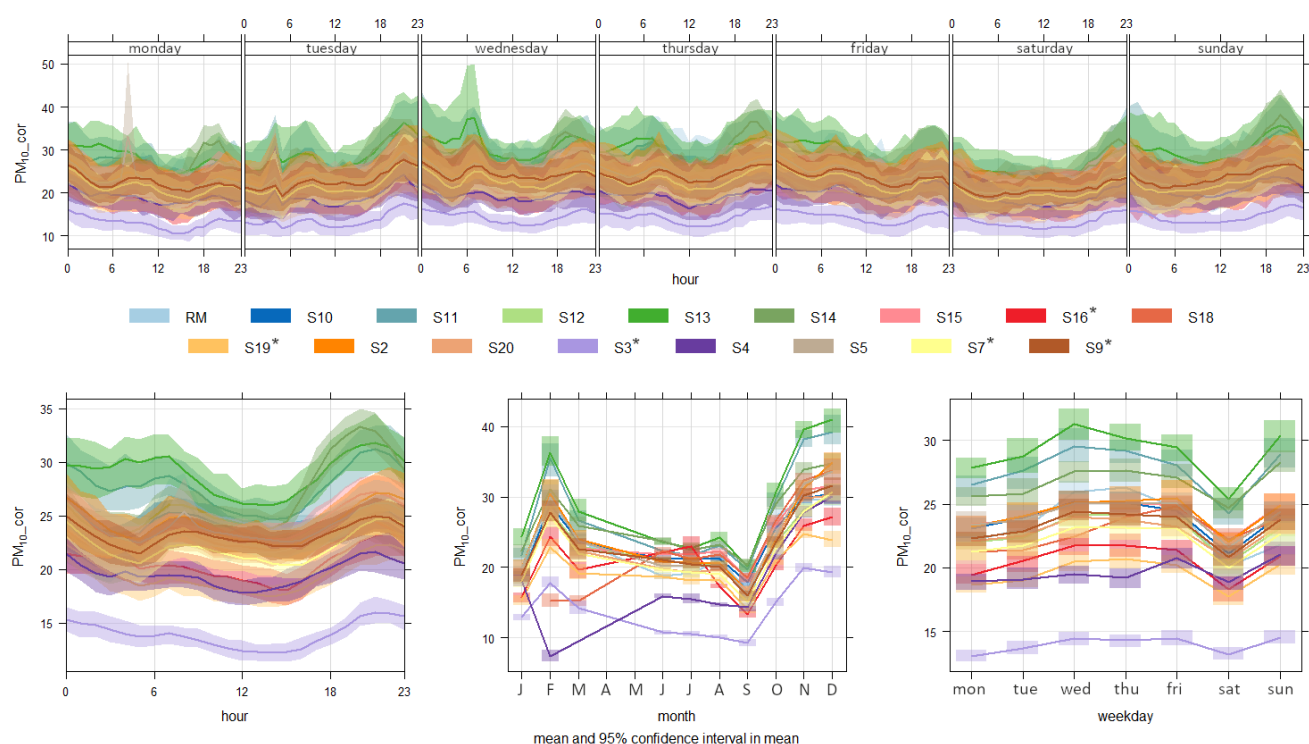 0 6 12 18 23 0 6 12 18 23 0 6 12 18 23
monday tuesday wednesday thursday friday saturday sunday
50
40
30
20
10
PM10_cor
0 6 12 18 23 0 6 12 18 23 0 6 12 18 23 0 6 12 18 23
hour
RM S10 S11 S12 S13 S14 S15 S16* S18
S19* S2 S20 S3* S4 S5 S7* S9*
35
30
25
20
15
PM10_cor
0 6 12 18 23
hour
40
30
20
10
PM10_cor
J F M A M J J A S O N D
month
30
25
20
15
PM10_cor
mon tue wed thu fri sat sun
weekday
mean and 95% confidence interval in mean